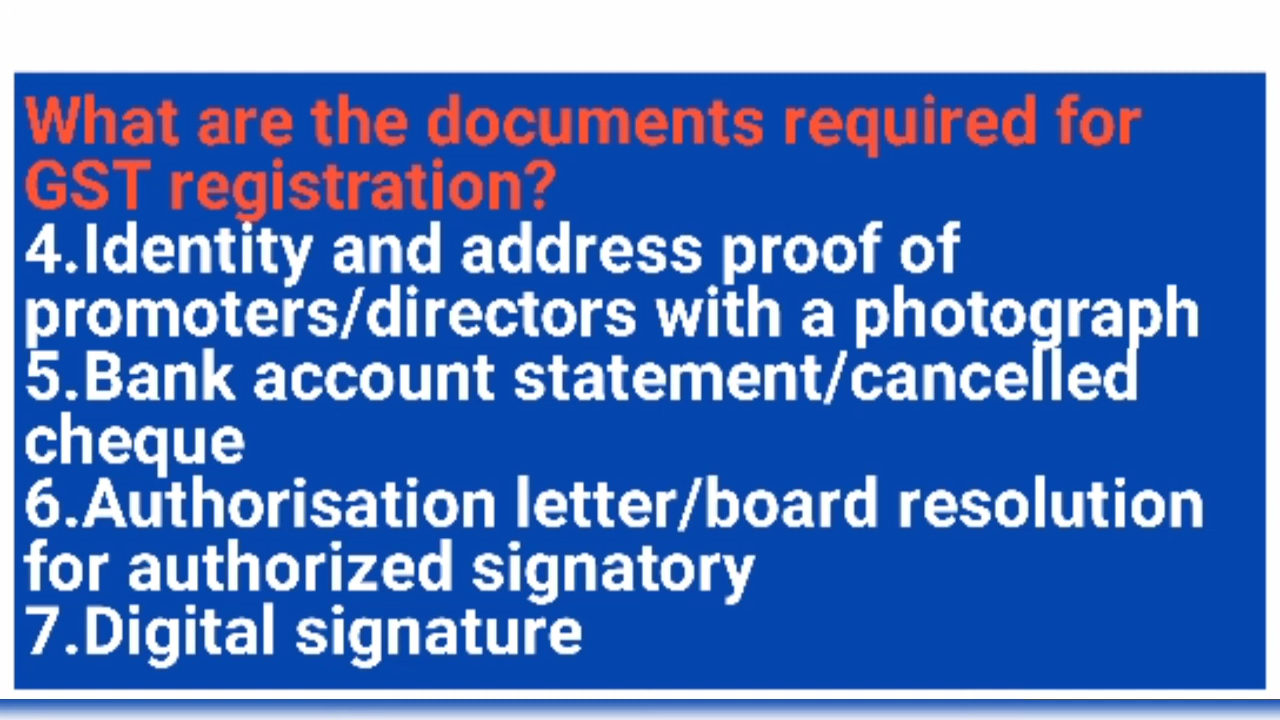 What are the documents required for
GST registration?
4.Identity and address proof of
promoters/directors with a photograph
5.Bank account statement/cancelled
cheque
6.Authorisation letter/board resolution
for authorized signatory
7.Digital signature